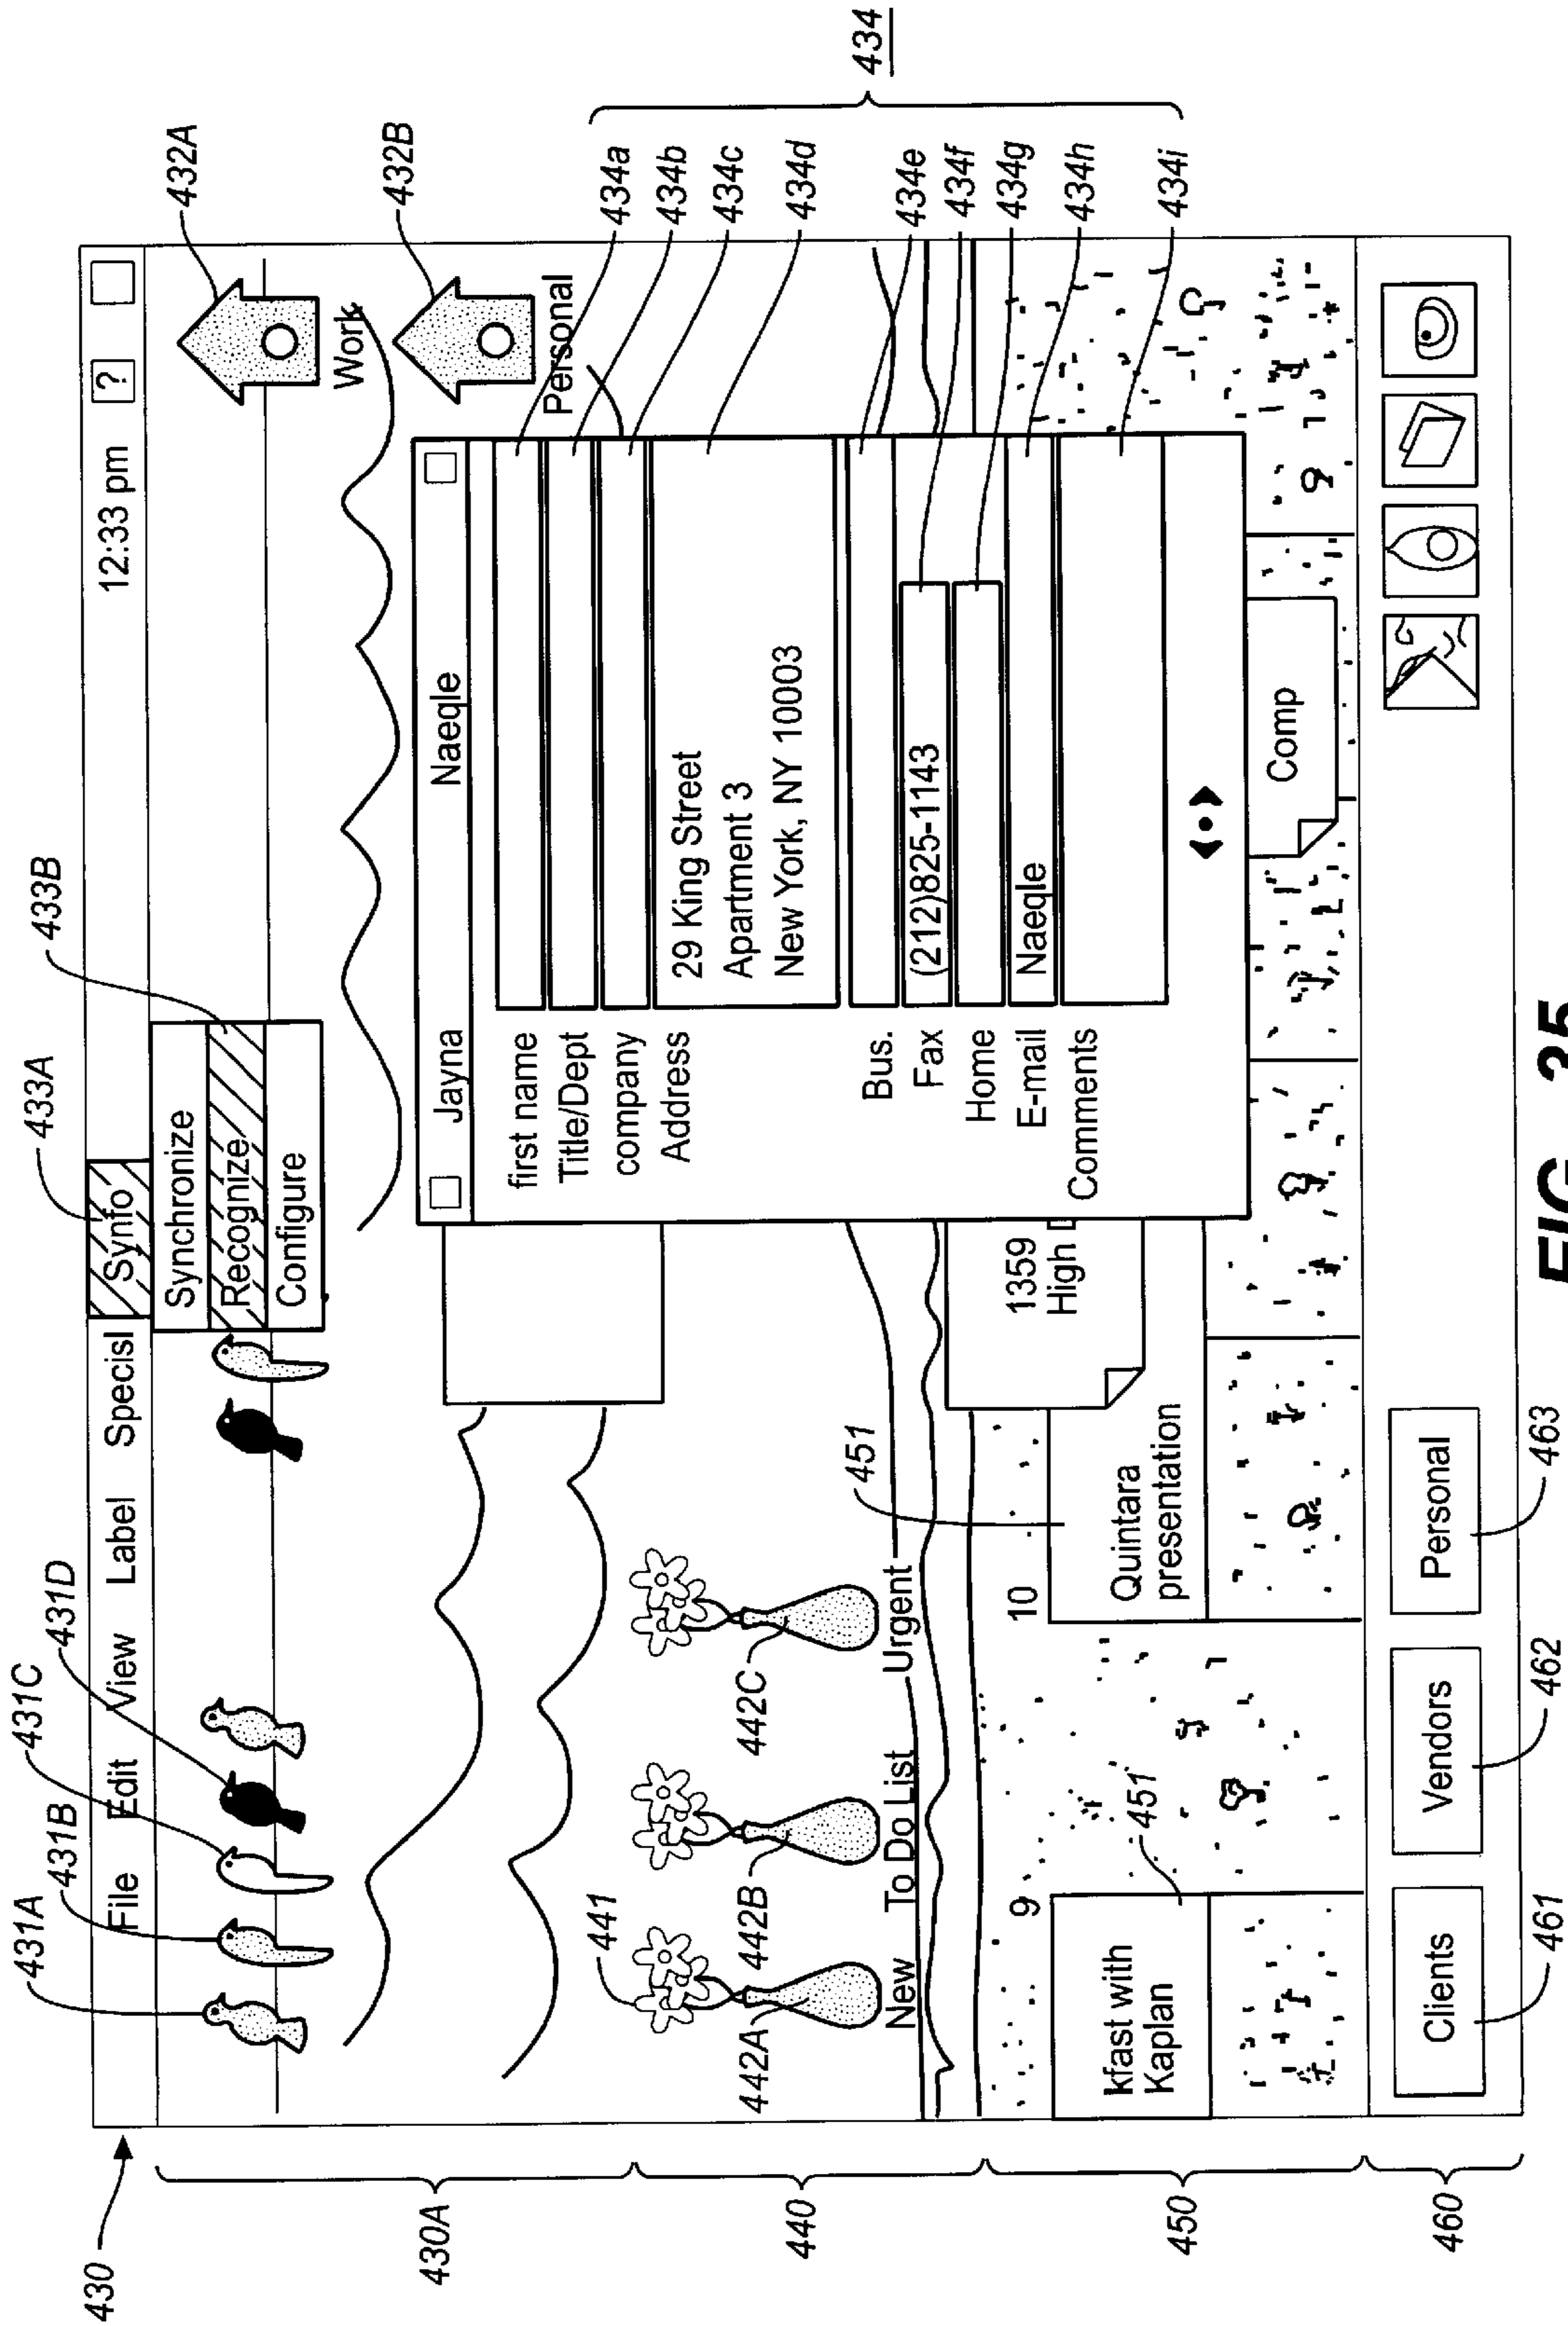 433A
433B
431C
431D
431A
431B
432A
430
File Edit View Label Specisl Synfo 12:33 pm ?
Synchronize
Recognize
Configure
Work
432B
430A
Personal
Jayna Naeqle
first name
434a
Title/Dept
434b
company
434c
Address
29 King Street
Apartment 3
New York, NY 10003
434d
434
Bus.
434e
Fax
(212)825-1143
434f
Home
434g
E-mail
Naeqle
434h
Comments
434i
441
442A
442B
442C
440
New To Do List Urgent
451
9
10
1359
High
kfast with
Kaplan
451
Quintara
presentation
Comp
450
Clients
Vendors
Personal
460
461
462
463
FIG. 35